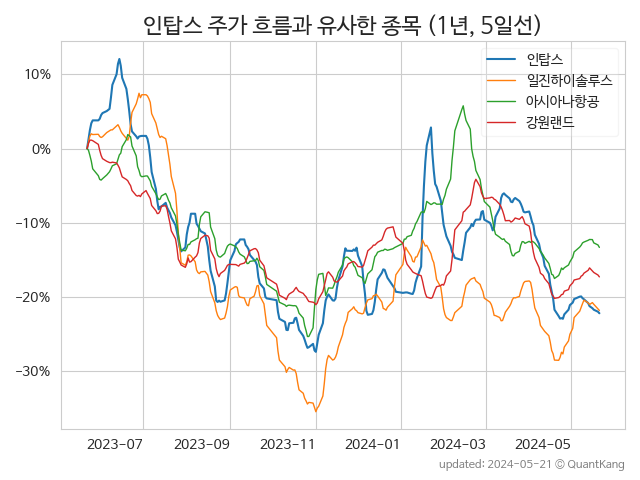 인탑스 주가 흐름과 유사한 종목 (1년, 5일선)
인탑스
일진하이솔루스
아시아나항공
강원랜드
10%
0%
−10%
−20%
−30%
2023-07
2023-09
2023-11
2024-01
2024-03
2024-05
updated: 2024-05-21 © QuantKang